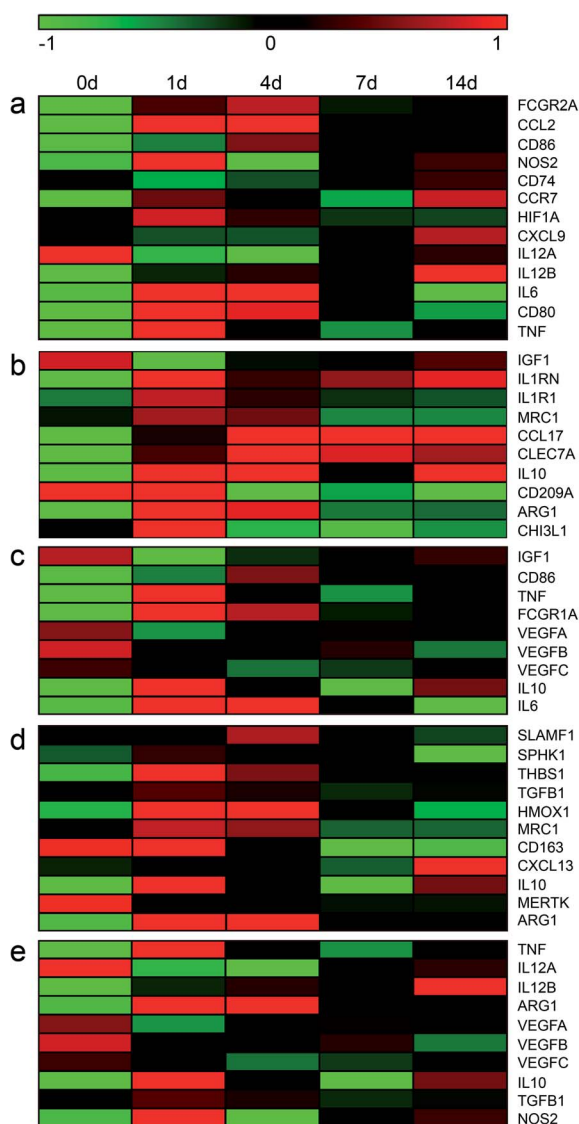 -1 0 1
0d 1d 4d 7d 14d
a
FCGR2A
CCL2
CD86
NOS2
CD74
CCR7
HIF1A
CXCL9
IL12A
IL12B
IL6
CD80
TNF
b
IGF1
IL1RN
IL1R1
MRC1
CCL17
CLEC7A
IL10
CD209A
ARG1
CHI3L1
c
IGF1
CD86
TNF
FCGR1A
VEGFA
VEGFB
VEGFC
IL10
IL6
d
SLAMF1
SPHK1
THBS1
TGFB1
HMOX1
MRC1
CD163
CXCL13
IL10
MERTK
ARG1
e
TNF
IL12A
IL12B
ARG1
VEGFA
VEGFB
VEGFC
IL10
TGFB1
NOS2